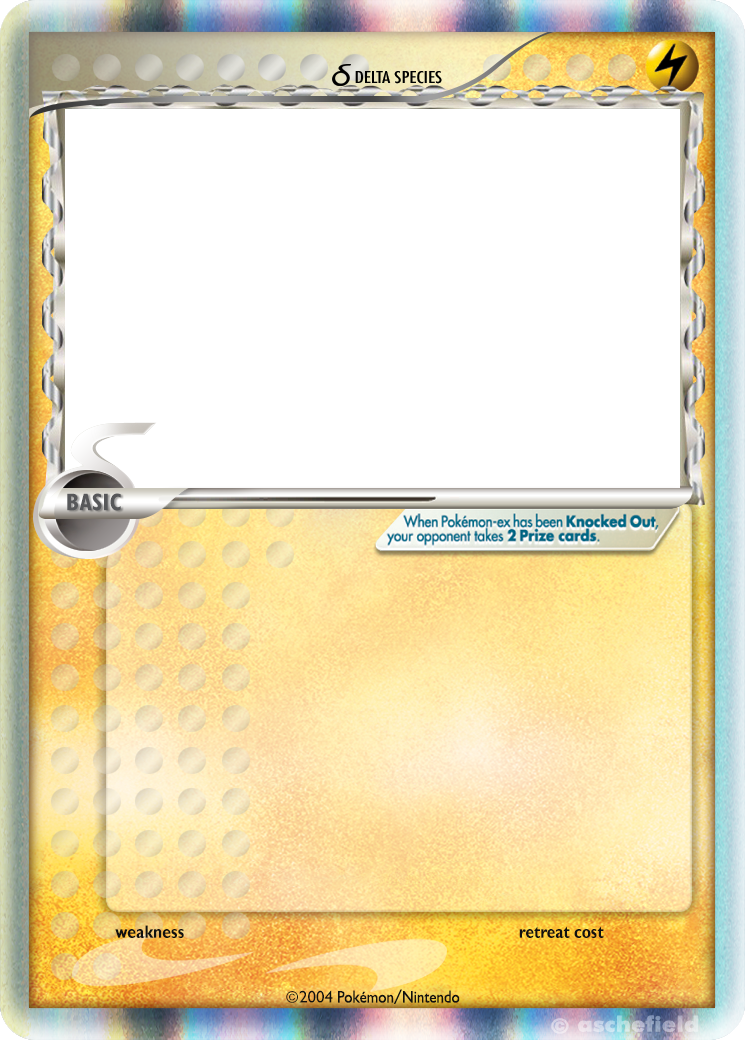 δ DELTA SPECIES
BASIC
When Pokémon-ex has been Knocked Out,
your opponent takes 2 Prize cards.
weakness
retreat cost
©2004 Pokémon/Nintendo
© aschefield